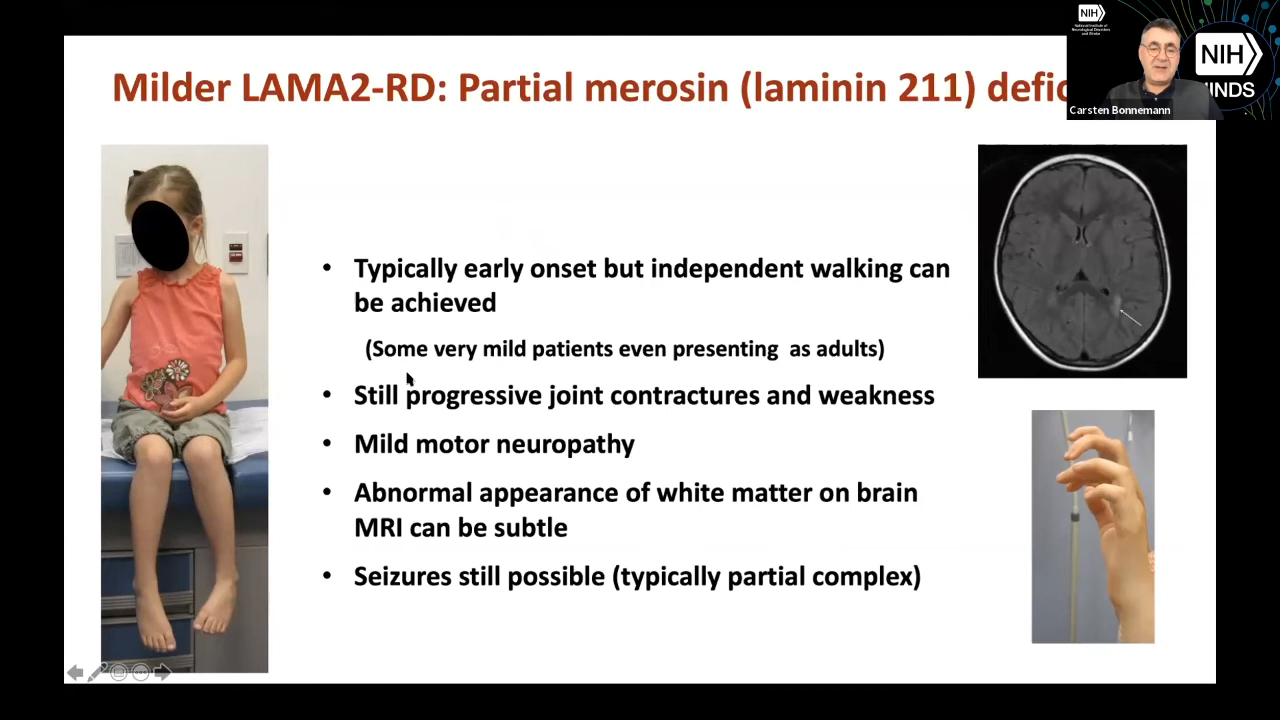 Milder LAMA2-RD: Partial merosin (laminin 211) defic
NIH
NIH
NINDS
Carsten Bonnemann
• Typically early onset but independent walking can
be achieved
(Some very mild patients even presenting as adults)
• Still progressive joint contractures and weakness
• Mild motor neuropathy
• Abnormal appearance of white matter on brain
MRI can be subtle
• Seizures still possible (typically partial complex)